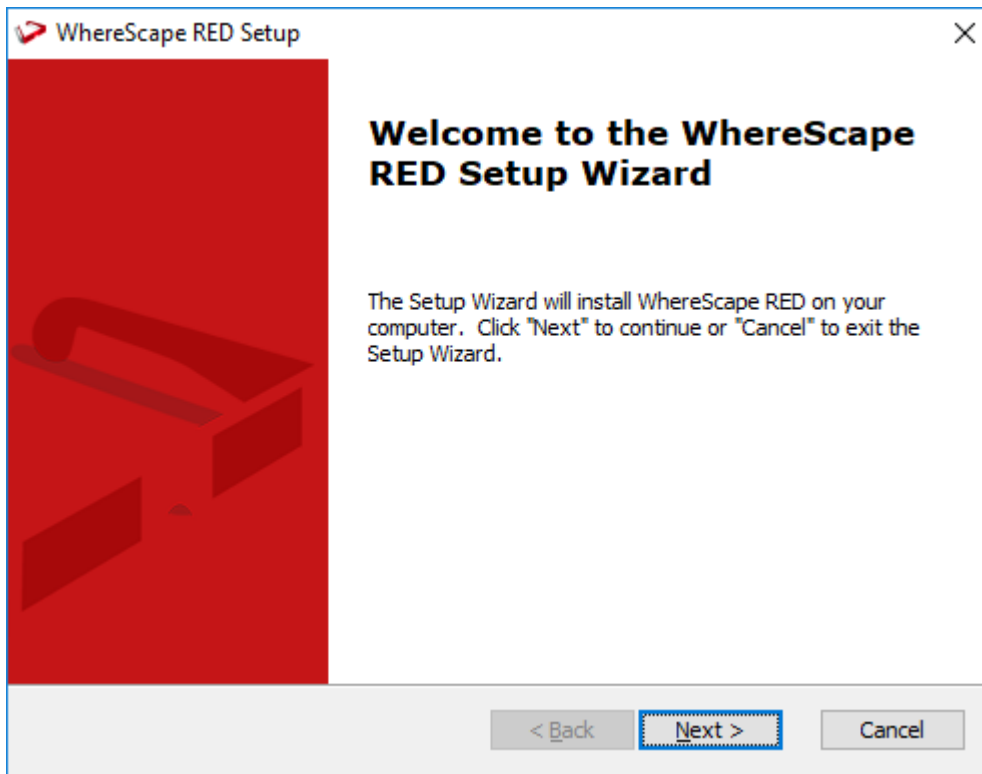 WhereScape RED Setup
Welcome to the WhereScape
RED Setup Wizard
The Setup Wizard will install WhereScape RED on your
computer.  Click "Next" to continue or "Cancel" to exit the
Setup Wizard.
< Back Next > Cancel